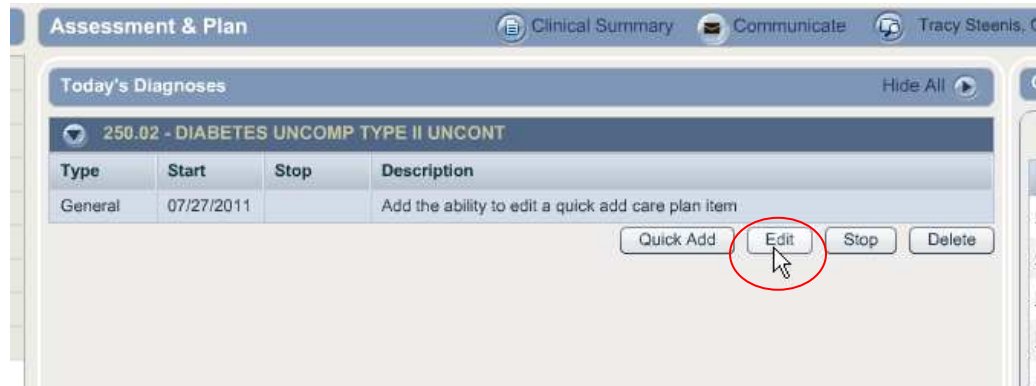 Assessment & Plan Clinical Summary Communicate Tracy Steenis,
Today's Diagnoses Hide All
250.02 - DIABETES UNCOMP TYPE II UNCONT
Type Start Stop Description
General 07/27/2011 Add the ability to edit a quick add care plan item
Quick Add Edit Stop Delete